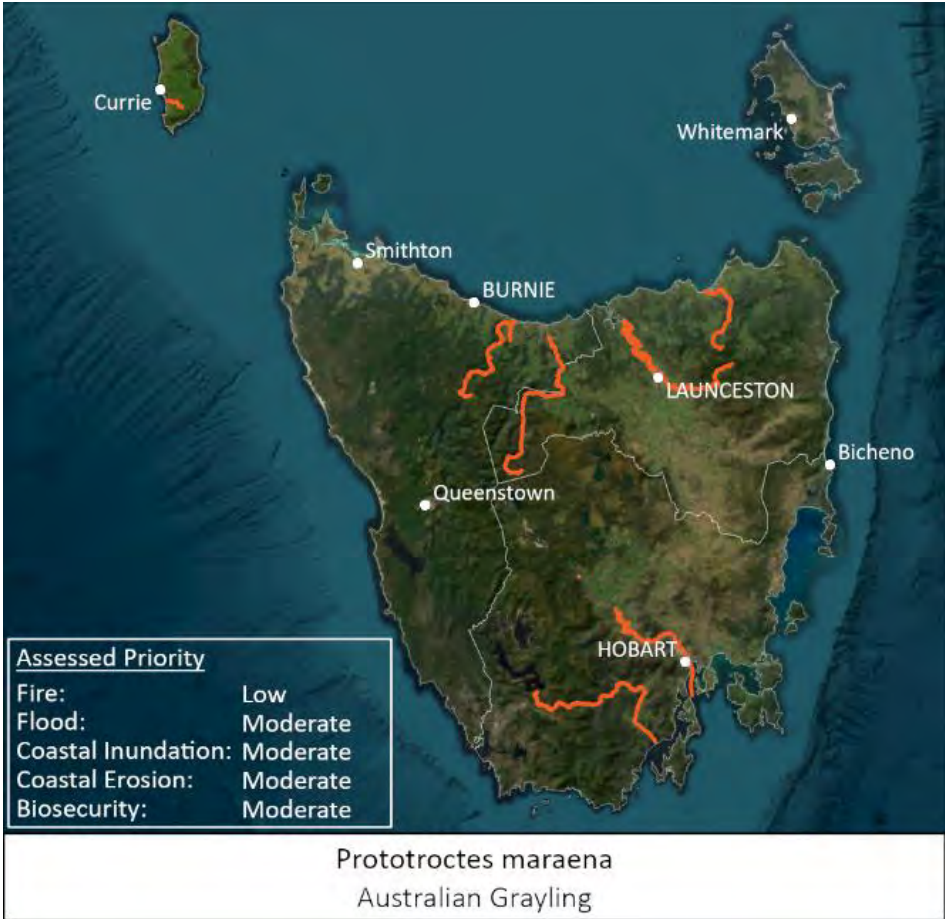 Currie
Whitemark
Smithton
BURNIE
LAUNCESTON
Bicheno
Queenstown
HOBART
Assessed Priority
Fire: Low
Flood: Moderate
Coastal Inundation: Moderate
Coastal Erosion: Moderate
Biosecurity: Moderate
Prototroctes maraena
Australian Grayling